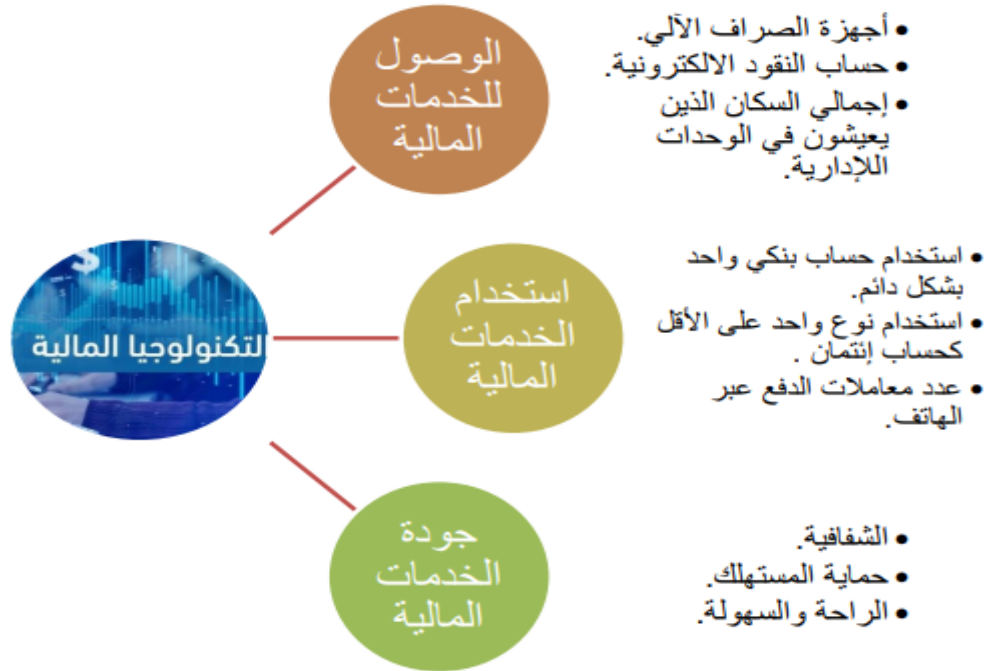 الوصول
للخدمات
المالية
• أجهزة الصراف الآلي.
• حساب النقود الالكترونية.
• إجمالي السكان الذين
يعيشون في الوحدات
اللإدارية.
التكنولوجيا المالية
$
استخدام
الخدمات
المالية
• استخدام حساب بنكي واحد
بشكل دائم.
• استخدام نوع واحد على الأقل
كحساب إئتمان .
• عدد معاملات الدفع عبر
الهاتف.
جودة
الخدمات
المالية
• الشفافية.
• حماية المستهلك.
• الراحة والسهولة.